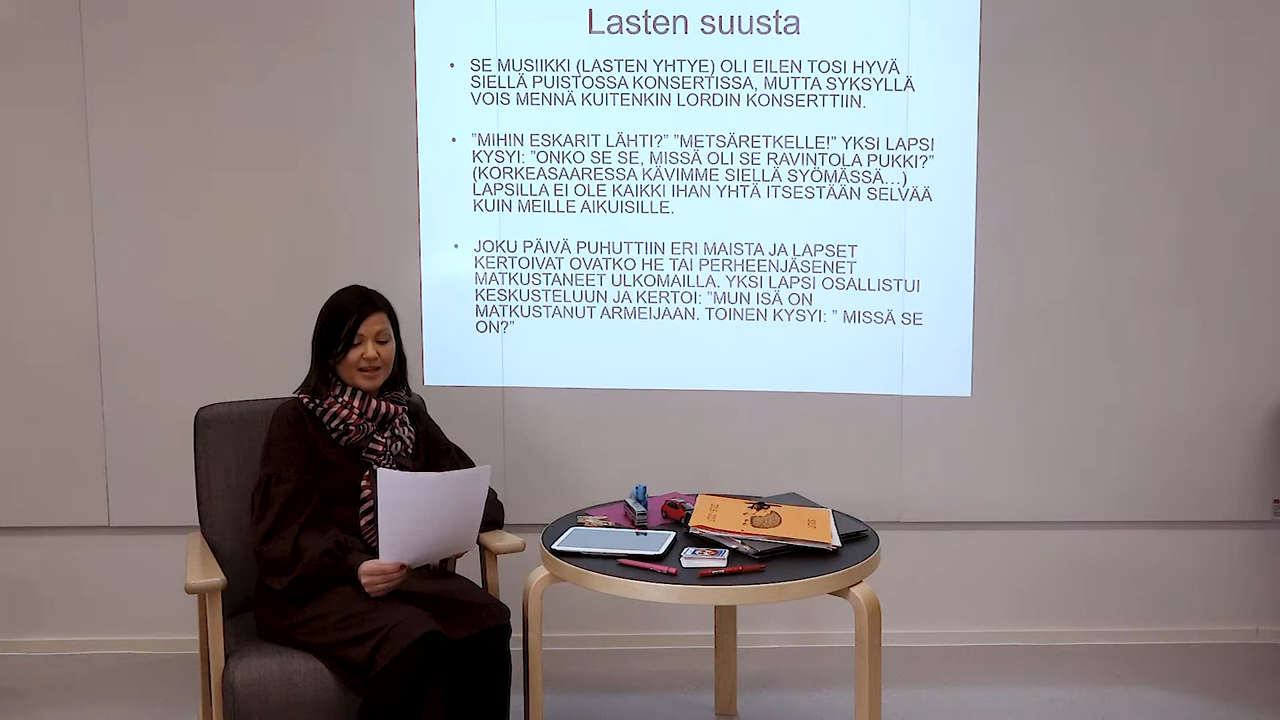 Lasten suusta
• SE MUSIIKKI (LASTEN YHTYE) OLI EILEN TOSI HYVÄ
SIELLÄ PUISTOSSA KONSERTISSA, MUTTA SYKSYLLÄ
VOIS MENNÄ KUITENKIN LORDIN KONSERTTIIN.
• ”MIHIN ESKARIT LÄHTI?” ”METSÄRETKELLE!” YKSI LAPSI
KYSYI: ”ONKO SE SE, MISSÄ OLI SE RAVINTOLA PUKKI?”
(KORKEASAARESSA KÄVIMME SIELLÄ SYÖMÄSSÄ…)
LAPSILLA EI OLE KAIKKI IHAN YHTÄ ITSESTÄÄN SELVÄÄ
KUIN MEILLE AIKUISILLE.
• JOKU PÄIVÄ PUHUTTIIN ERI MAISTA JA LAPSET
KERTOIVAT OVATKO HE TAI PERHEENJÄSENET
MATKUSTANEET ULKOMAILLA. YKSI LAPSI OSALLISTUI
KESKUSTELUUN JA KERTOI: ”MUN ISÄ ON
MATKUSTANUT ARMEIJAAN. TOINEN KYSYI: ” MISSÄ SE
ON?”